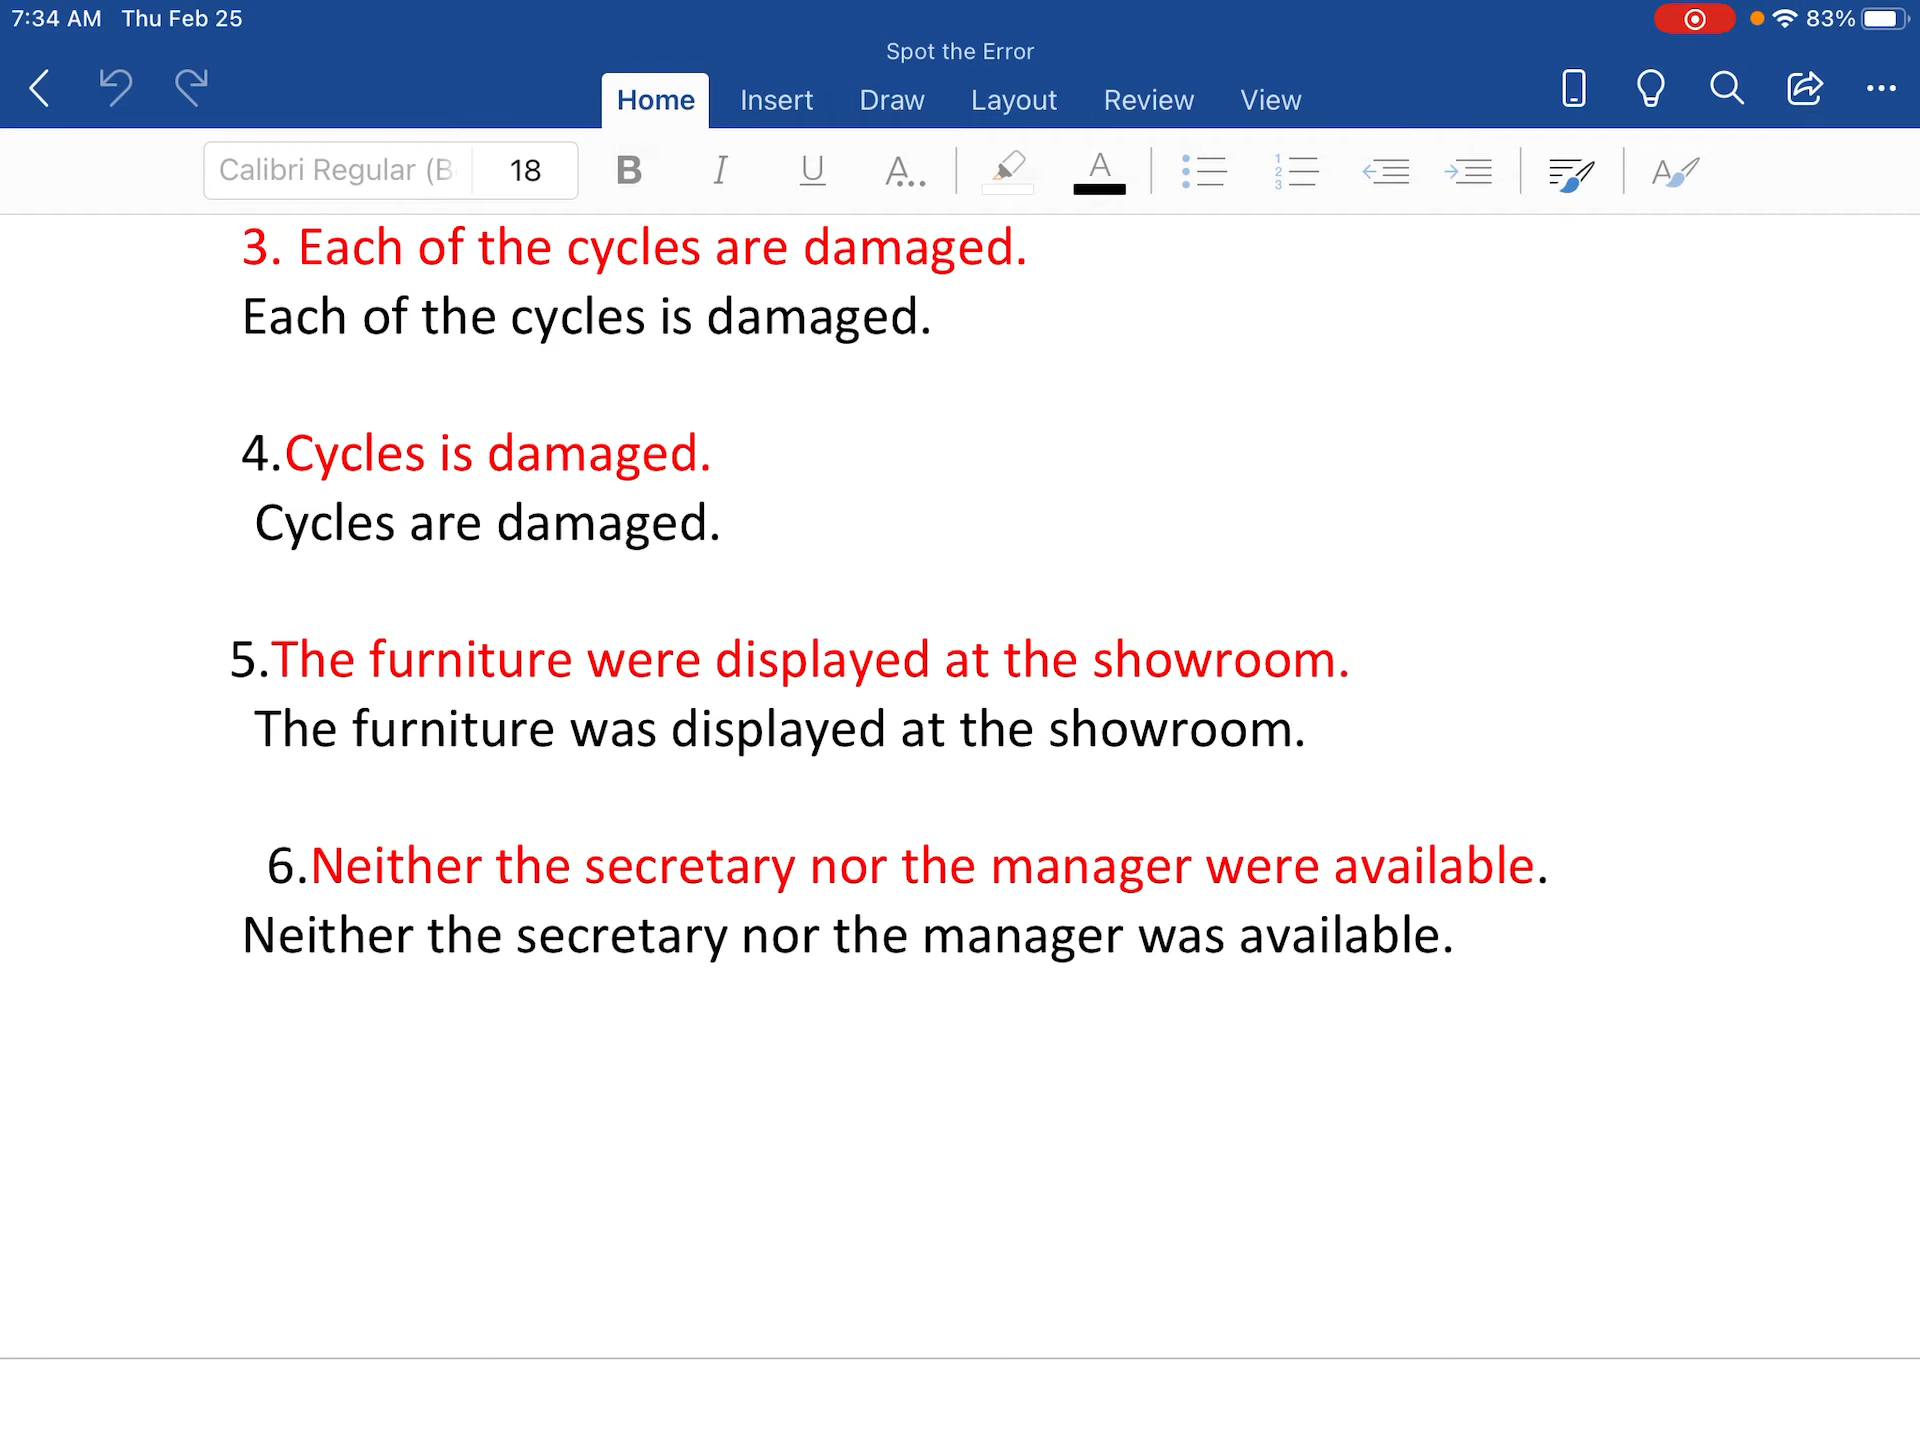 7:34 AM Thu Feb 25
83%
Spot the Error
Home Insert Draw Layout Review View
Calibri Regular (B 18 B I U A... A
3. Each of the cycles are damaged.
Each of the cycles is damaged.
4.Cycles is damaged.
Cycles are damaged.
5.The furniture were displayed at the showroom.
The furniture was displayed at the showroom.
6.Neither the secretary nor the manager were available.
Neither the secretary nor the manager was available.